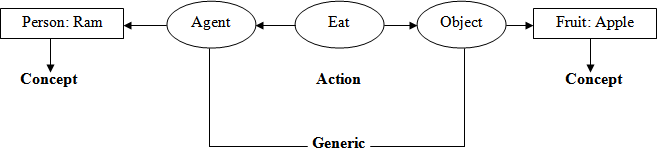 Person: Ram Agent Eat Object Fruit: Apple
Concept Action Concept
Generic